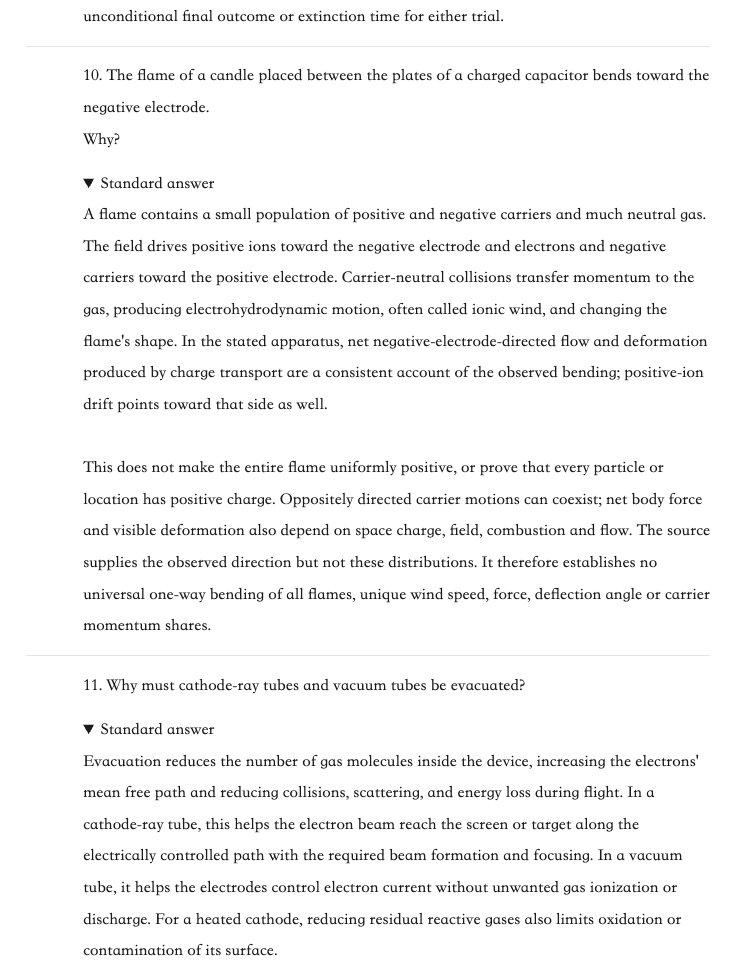 unconditional final outcome or extinction time for either trial.
10. The flame of a candle placed between the plates of a charged capacitor bends toward the
negative electrode.
Why?
▼ Standard answer
A flame contains a small population of positive and negative carriers and much neutral gas.
The field drives positive ions toward the negative electrode and electrons and negative
carriers toward the positive electrode. Carrier-neutral collisions transfer momentum to the
gas, producing electrohydrodynamic motion, often called ionic wind, and changing the
flame's shape. In the stated apparatus, net negative-electrode-directed flow and deformation
produced by charge transport are a consistent account of the observed bending; positive-ion
drift points toward that side as well.
This does not make the entire flame uniformly positive, or prove that every particle or
location has positive charge. Oppositely directed carrier motions can coexist; net body force
and visible deformation also depend on space charge, field, combustion and flow. The source
supplies the observed direction but not these distributions. It therefore establishes no
universal one-way bending of all flames, unique wind speed, force, deflection angle or carrier
momentum shares.
11. Why must cathode-ray tubes and vacuum tubes be evacuated?
▼ Standard answer
Evacuation reduces the number of gas molecules inside the device, increasing the electrons'
mean free path and reducing collisions, scattering, and energy loss during flight. In a
cathode-ray tube, this helps the electron beam reach the screen or target along the
electrically controlled path with the required beam formation and focusing. In a vacuum
tube, it helps the electrodes control electron current without unwanted gas ionization or
discharge. For a heated cathode, reducing residual reactive gases also limits oxidation or
contamination of its surface.